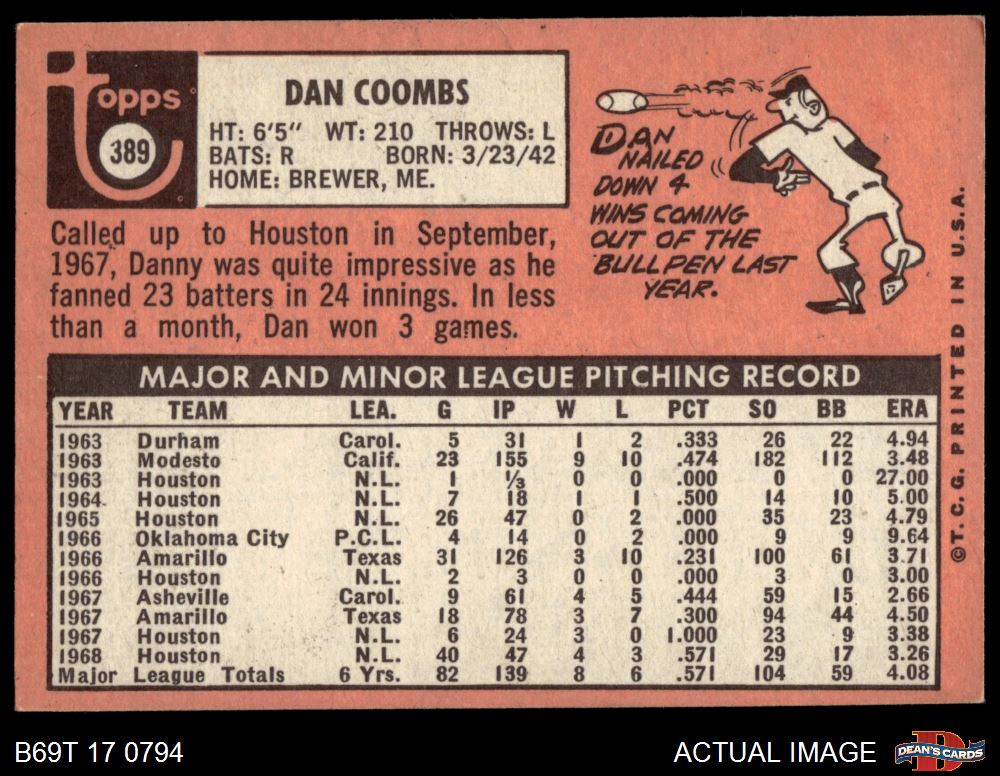 topps
389
DAN COOMBS
HT: 6'5" WT: 210 THROWS: L
BATS: R BORN: 3/23/42
HOME: BREWER, ME.
DAN
NAILED
DOWN 4
WINS COMING
OUT OF THE
BULLPEN LAST
YEAR.
Called up to Houston in September,
1967, Danny was quite impressive as he
fanned 23 batters in 24 innings. In less
than a month, Dan won 3 games.
MAJOR AND MINOR LEAGUE PITCHING RECORD
YEAR TEAM LEA. G IP W L PCT SO BB ERA
1963 Durham Carol. 5 31 1 2 .333 26 22 4.94
1963 Modesto Calif. 23 155 9 10 .474 182 112 3.48
1963 Houston N.L. 1 1/3 0 0 .000 0 0 27.00
1964 Houston N.L. 7 18 1 1 .500 14 10 5.00
1965 Houston N.L. 26 47 0 2 .000 35 23 4.79
1966 Oklahoma City P.C.L. 4 14 0 2 .000 9 9 9.64
1966 Amarillo Texas 31 126 3 10 .231 100 61 3.71
1966 Houston N.L. 2 3 0 0 .000 3 0 3.00
1967 Asheville Carol. 9 61 4 5 .444 59 15 2.66
1967 Amarillo Texas 18 78 3 7 .300 94 44 4.50
1967 Houston N.L. 6 24 3 0 1.000 23 9 3.38
1968 Houston N.L. 40 47 4 3 .571 29 17 3.26
Major League Totals 6 Yrs. 82 139 8 6 .571 104 59 4.08
©T. C. G. PRINTED IN U.S.A.
B69T 17 0794
ACTUAL IMAGE
D
DEAN'S CARDS